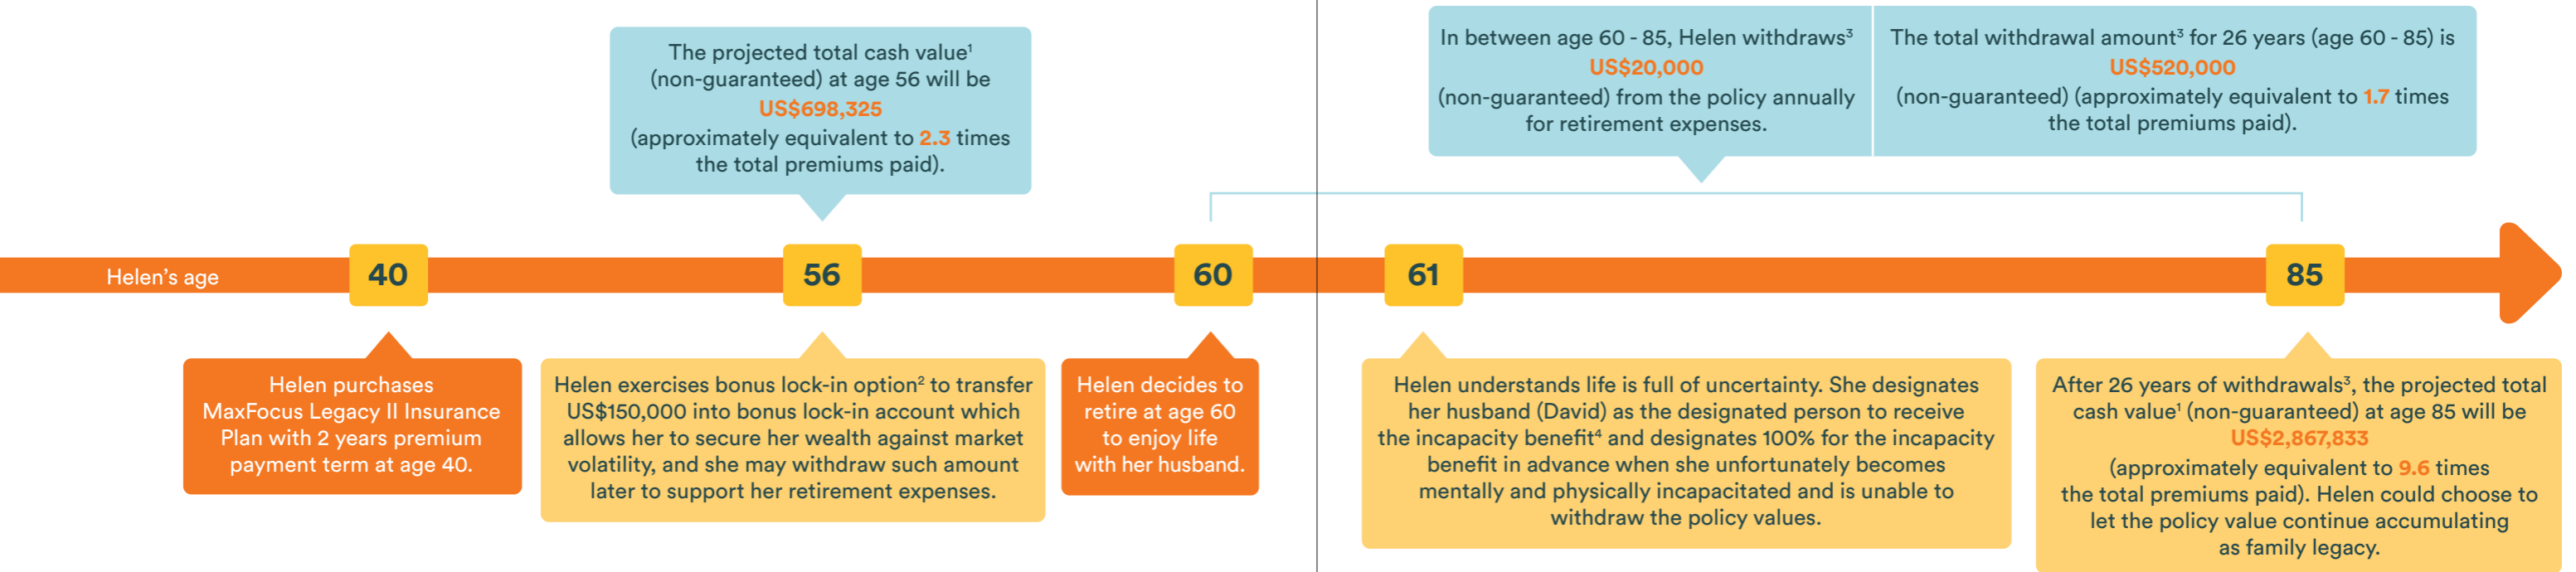 The projected total cash value¹
(non-guaranteed) at age 56 will be
US$698,325
(approximately equivalent to 2.3 times
the total premiums paid).
In between age 60 - 85, Helen withdraws³
US$20,000
(non-guaranteed) from the policy annually
for retirement expenses.
The total withdrawal amount³ for 26 years (age 60 - 85) is
US$520,000
(non-guaranteed) (approximately equivalent to 1.7 times
the total premiums paid).
Helen's age
40
56
60
61
85
Helen purchases
MaxFocus Legacy II Insurance
Plan with 2 years premium
payment term at age 40.
Helen exercises bonus lock-in option² to transfer
US$150,000 into bonus lock-in account which
allows her to secure her wealth against market
volatility, and she may withdraw such amount
later to support her retirement expenses.
Helen decides to
retire at age 60
to enjoy life
with her husband.
Helen understands life is full of uncertainty. She designates
her husband (David) as the designated person to receive
the incapacity benefit⁴ and designates 100% for the incapacity
benefit in advance when she unfortunately becomes
mentally and physically incapacitated and is unable to
withdraw the policy values.
After 26 years of withdrawals³, the projected total
cash value¹ (non-guaranteed) at age 85 will be
US$2,867,833
(approximately equivalent to 9.6 times
the total premiums paid). Helen could choose to
let the policy value continue accumulating
as family legacy.